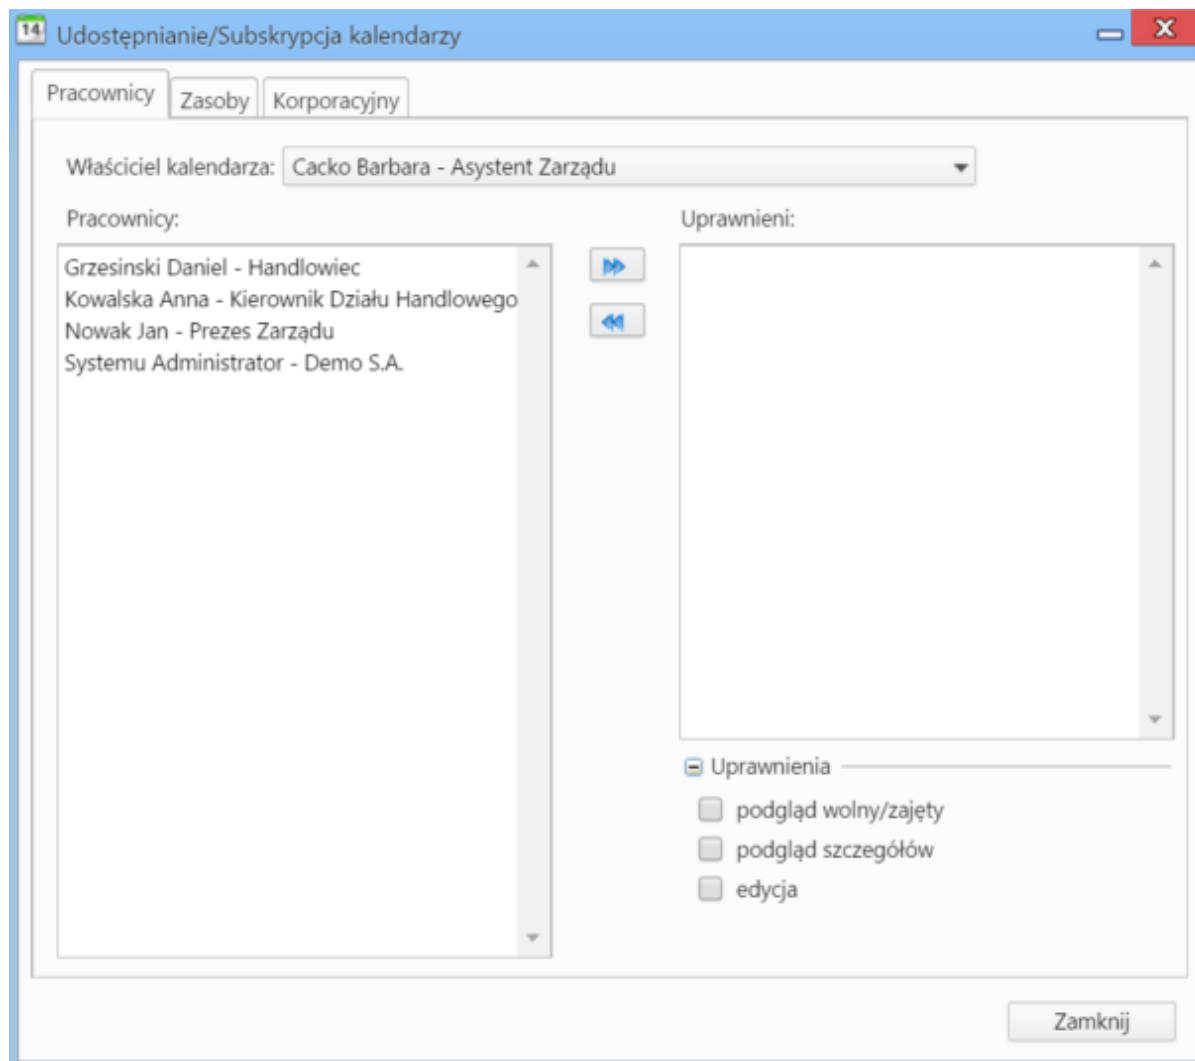 14 Udostępnianie/Subskrypcja kalendarzy
Pracownicy Zasoby Korporacyjny
Właściciel kalendarza: Cacko Barbara - Asystent Zarządu
Pracownicy: Uprawnieni:
Grzesinski Daniel - Handlowiec
Kowalska Anna - Kierownik Działu Handlowego
Nowak Jan - Prezes Zarządu
Systemu Administrator - Demo S.A.
Uprawnienia
podgląd wolny/zajęty
podgląd szczegółów
edycja
Zamknij